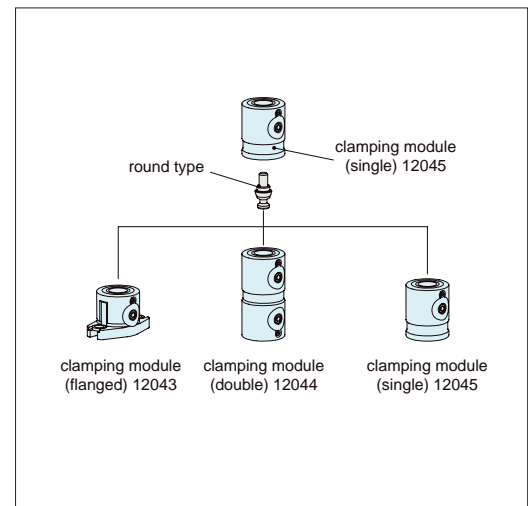 clamping module
(single) 12045
round type
clamping module
(flanged) 12043
clamping module
(double) 12044
clamping module
(single) 12045